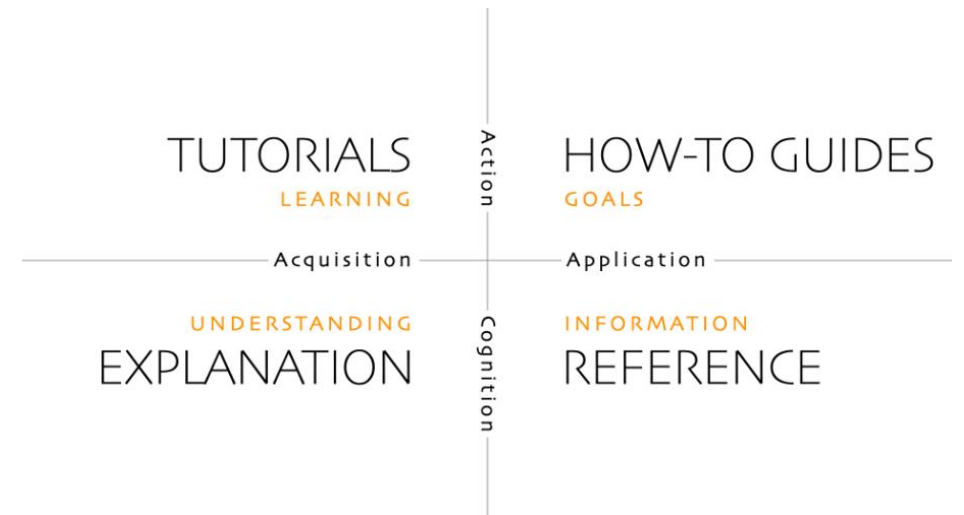 TUTORIALS
LEARNING
Action
HOW-TO GUIDES
GOALS
Acquisition
Application
UNDERSTANDING
EXPLANATION
Cognition
INFORMATION
REFERENCE